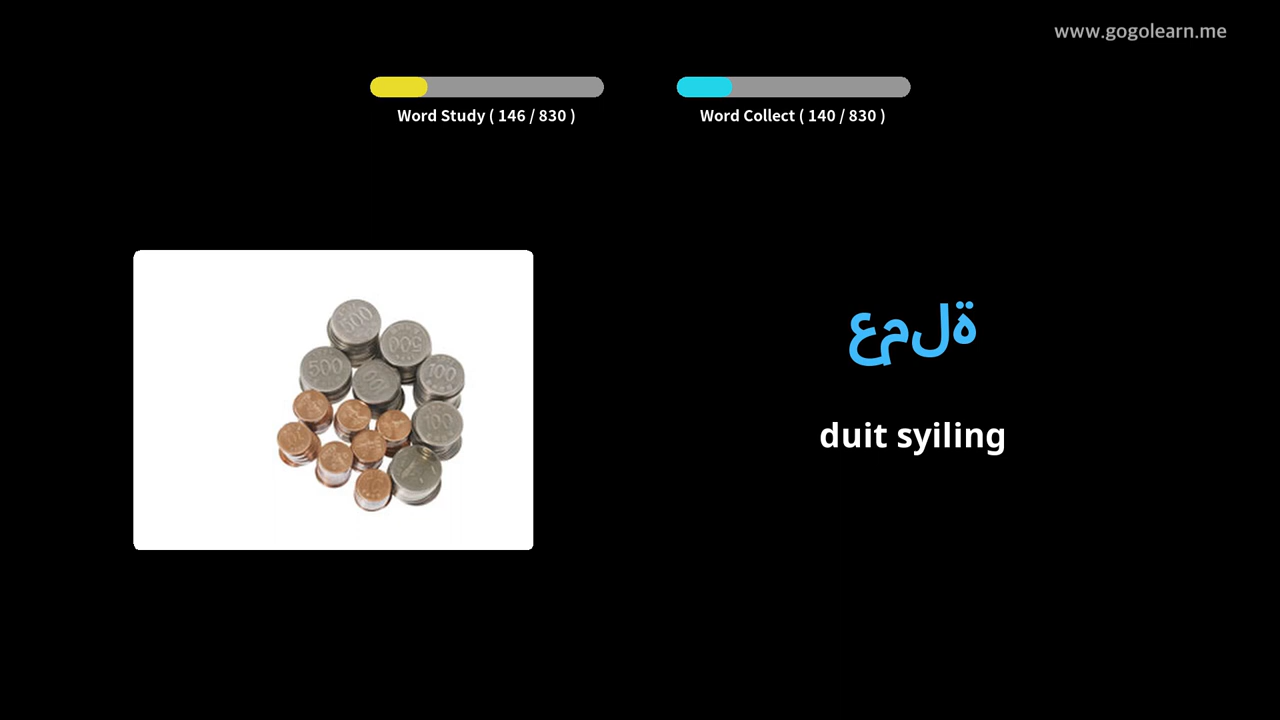 www.gogolearn.me
Word Study ( 146 / 830 )
Word Collect ( 140 / 830 )
عملة
duit syiling